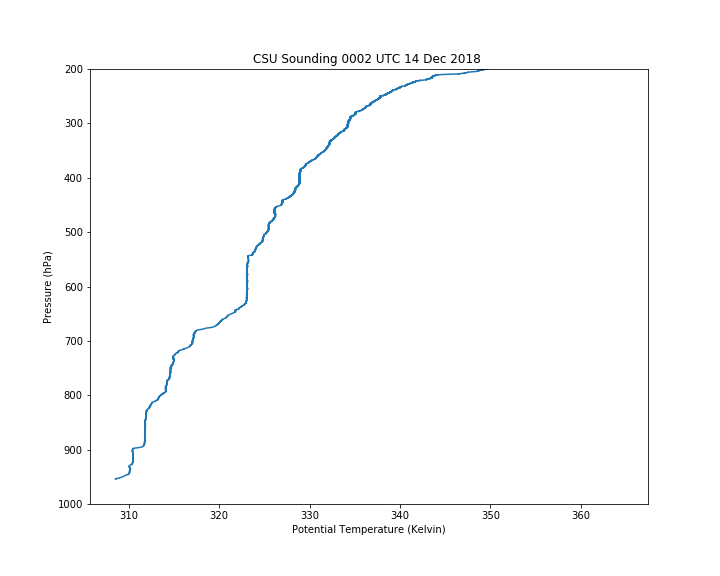 CSU Sounding 0002 UTC 14 Dec 2018
200
300
400
500
600
700
800
900
1000
Pressure (hPa)
310 320 330 340 350 360
Potential Temperature (Kelvin)